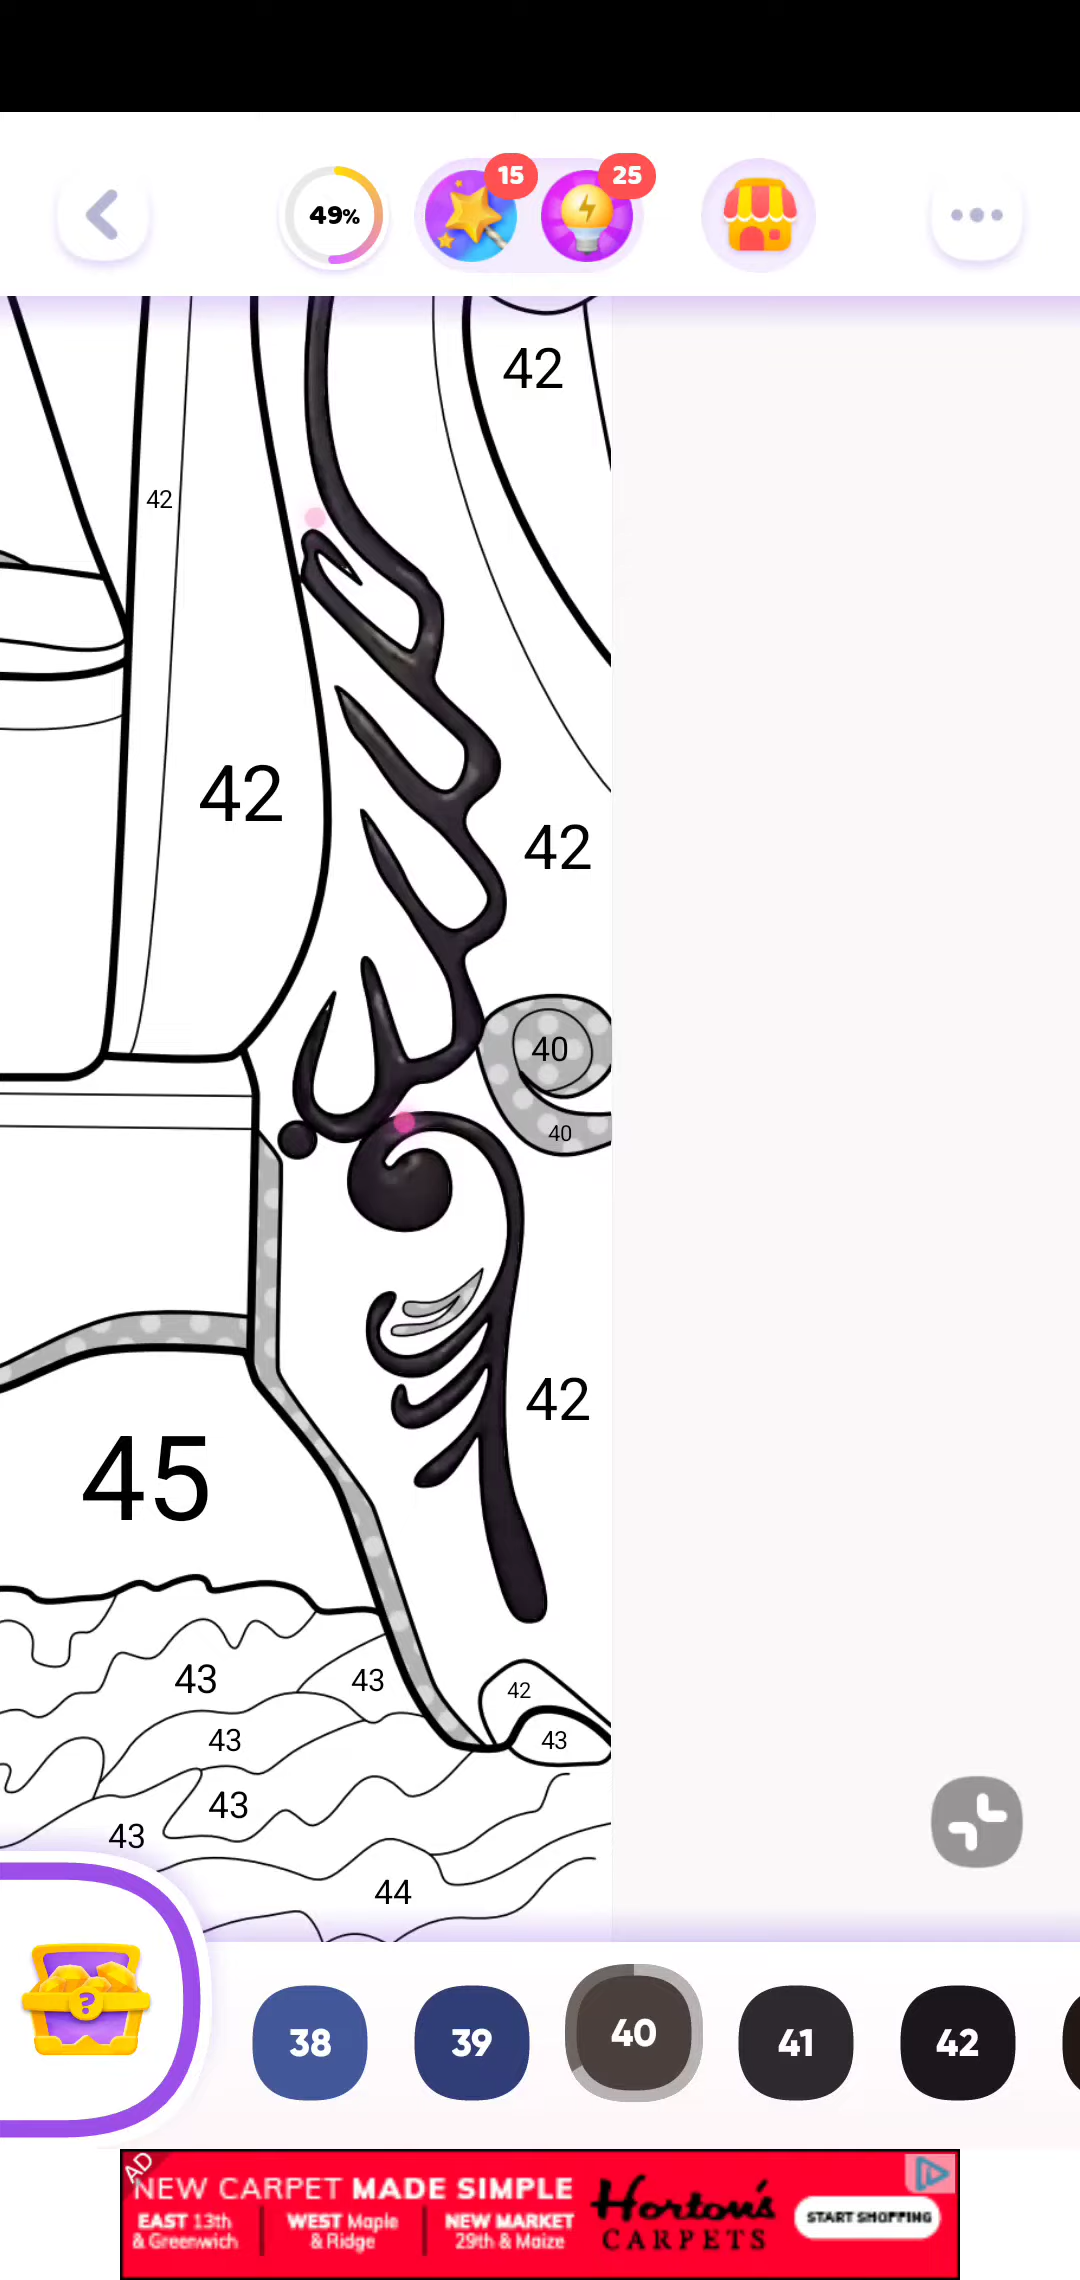 15
25
49%
42
42
42
42
40
40
42
45
43
43
42
43
43
43
43
44
?
38
39
40
41
42
AD
NEW CARPET MADE SIMPLE
EAST 13th
& Greenwich
WEST Maple
& Ridge
NEW MARKET
29th & Maize
Horton's
CARPETS
START SHOPPING